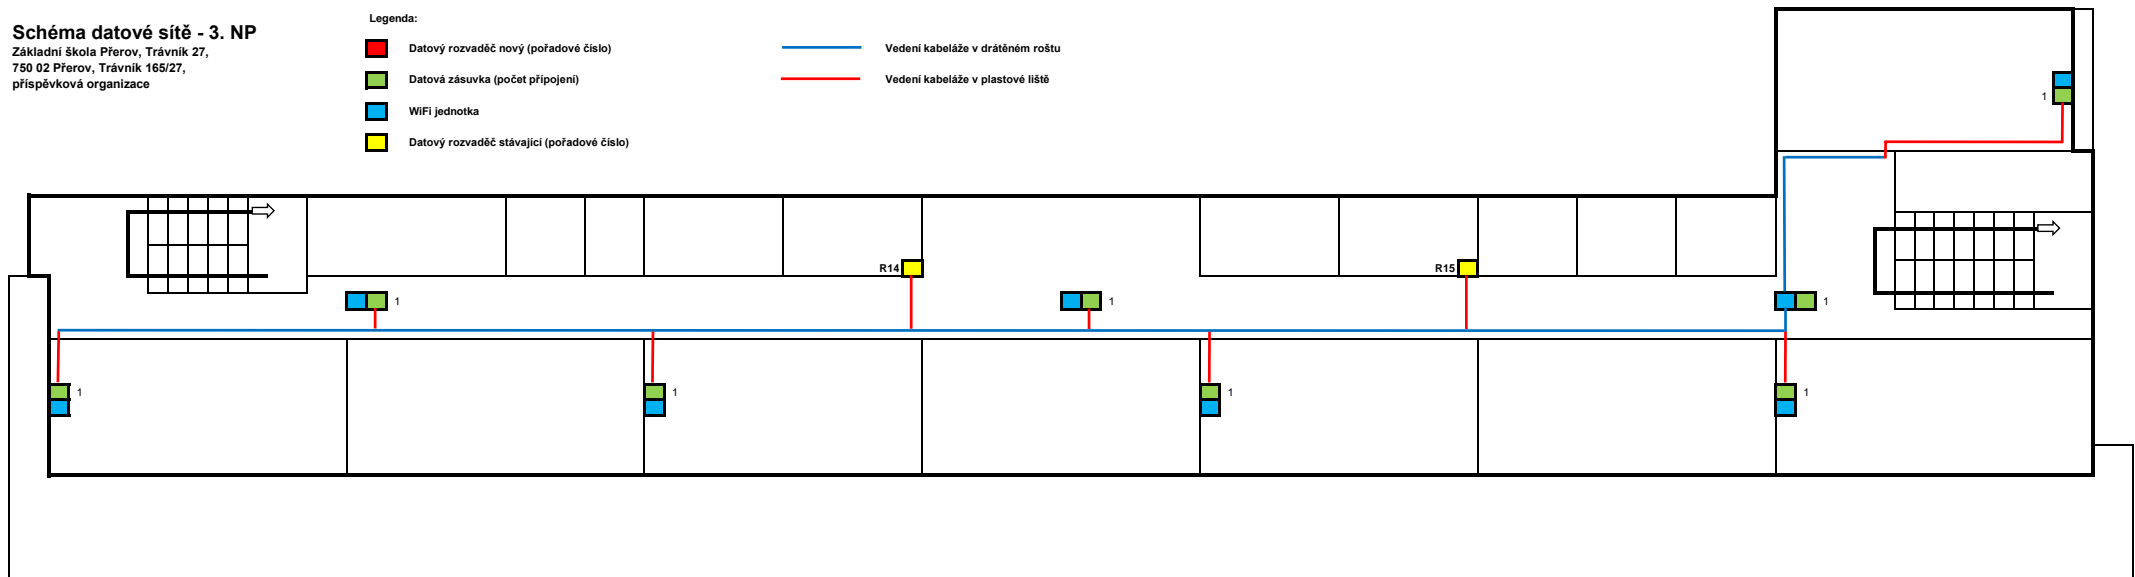 Schéma datové sítě - 3. NP
Základní škola Přerov, Trávník 27,
750 02 Přerov, Trávník 165/27,
příspěvková organizace
Legenda:
Datový rozvaděč nový (pořadové číslo)
Datová zásuvka (počet připojení)
WiFi jednotka
Datový rozvaděč stávající (pořadové číslo)
Vedení kabeláže v drátěném roštu
Vedení kabeláže v plastové liště
1
R14
R15
1
1
1
1
1
1
1